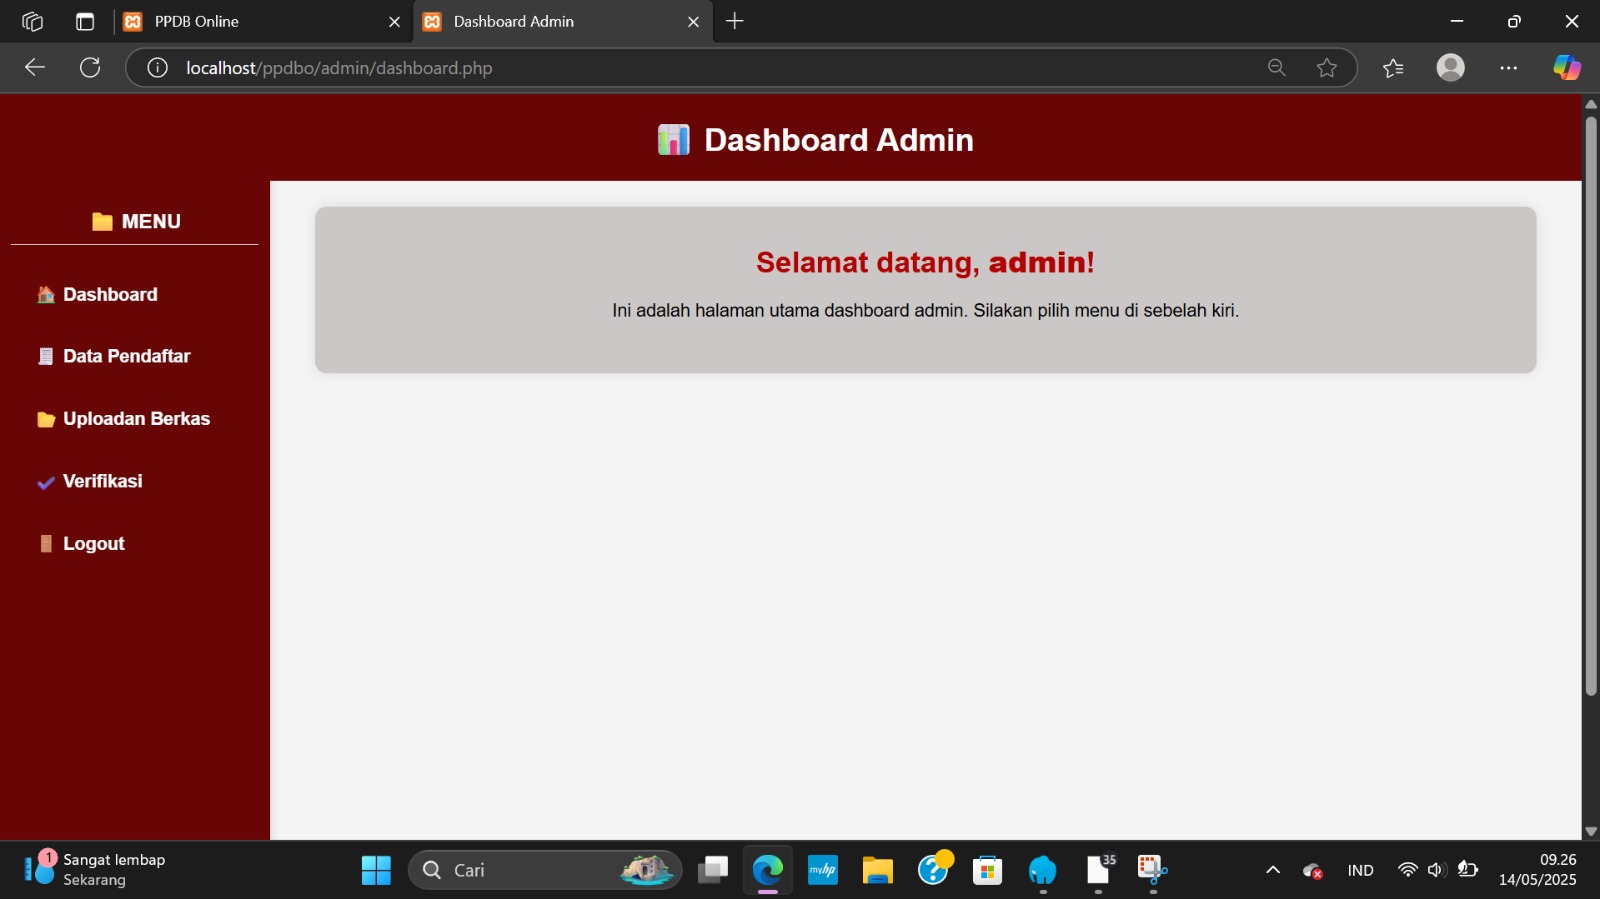 PPDB Online
Dashboard Admin
localhost/ppdbo/admin/dashboard.php
Dashboard Admin
MENU
Dashboard
Data Pendaftar
Uploadan Berkas
Verifikasi
Logout
Selamat datang, admin!
Ini adalah halaman utama dashboard admin. Silakan pilih menu di sebelah kiri.
1
Sangat lembap
Sekarang
Cari
myhp
35
IND
09.26
14/05/2025